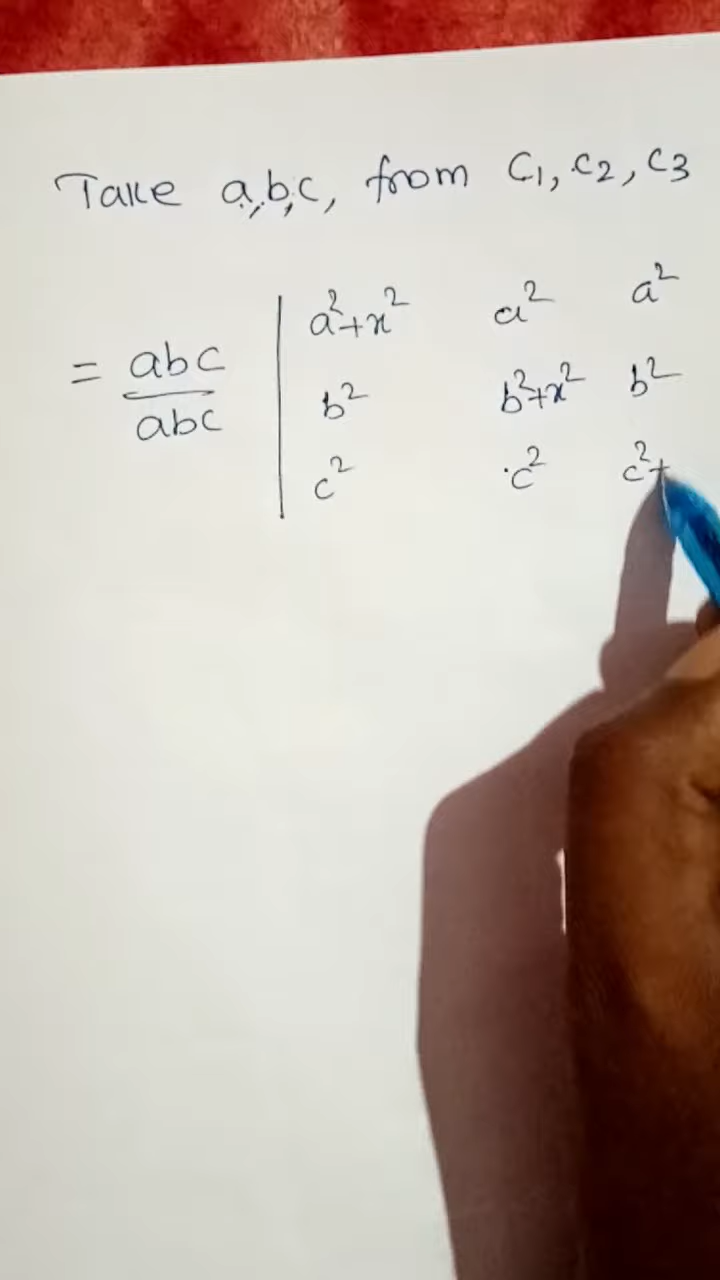 Take a,b,c, from C1, C2, C3
= abc/abc | a²+x² a² a²
b² b²+x² b²
c² c² c²+